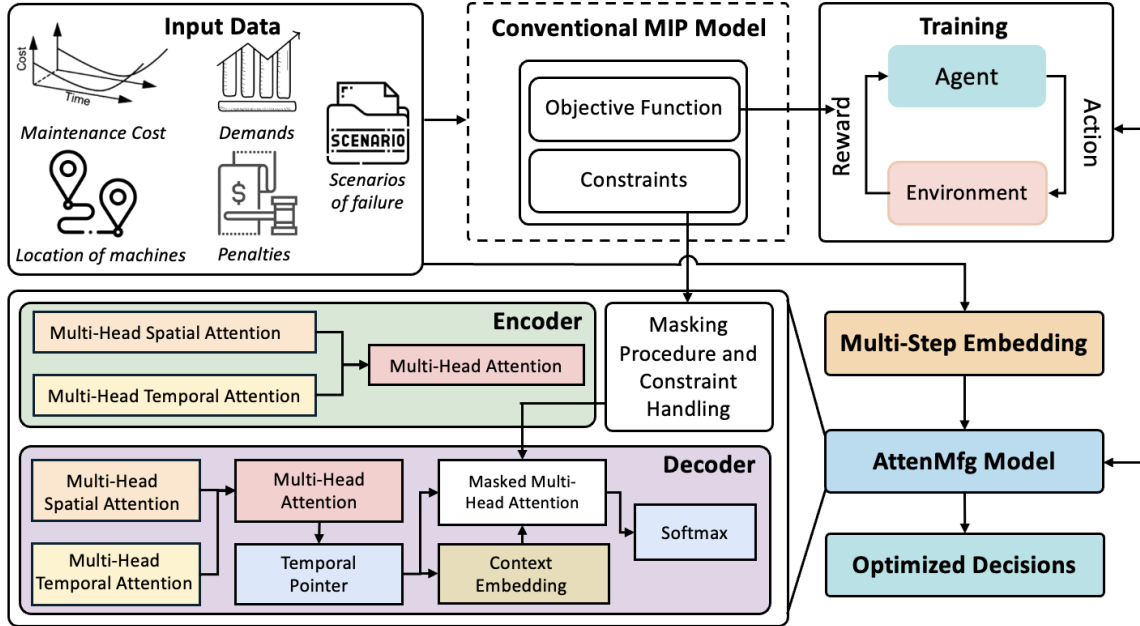 Input Data
Cost
Time
Maintenance Cost
Demands
SCENARIO
Scenarios
of failure
$
Location of machines
Penalties
Conventional MIP Model
Objective Function
Constraints
Training
Agent
Reward
Action
Environment
Encoder
Multi-Head Spatial Attention
Multi-Head Attention
Multi-Head Temporal Attention
Masking
Procedure and
Constraint
Handling
Decoder
Multi-Head
Spatial Attention
Multi-Head
Temporal Attention
Multi-Head
Attention
Temporal
Pointer
Masked Multi-
Head Attention
Context
Embedding
Softmax
Multi-Step Embedding
AttenMfg Model
Optimized Decisions